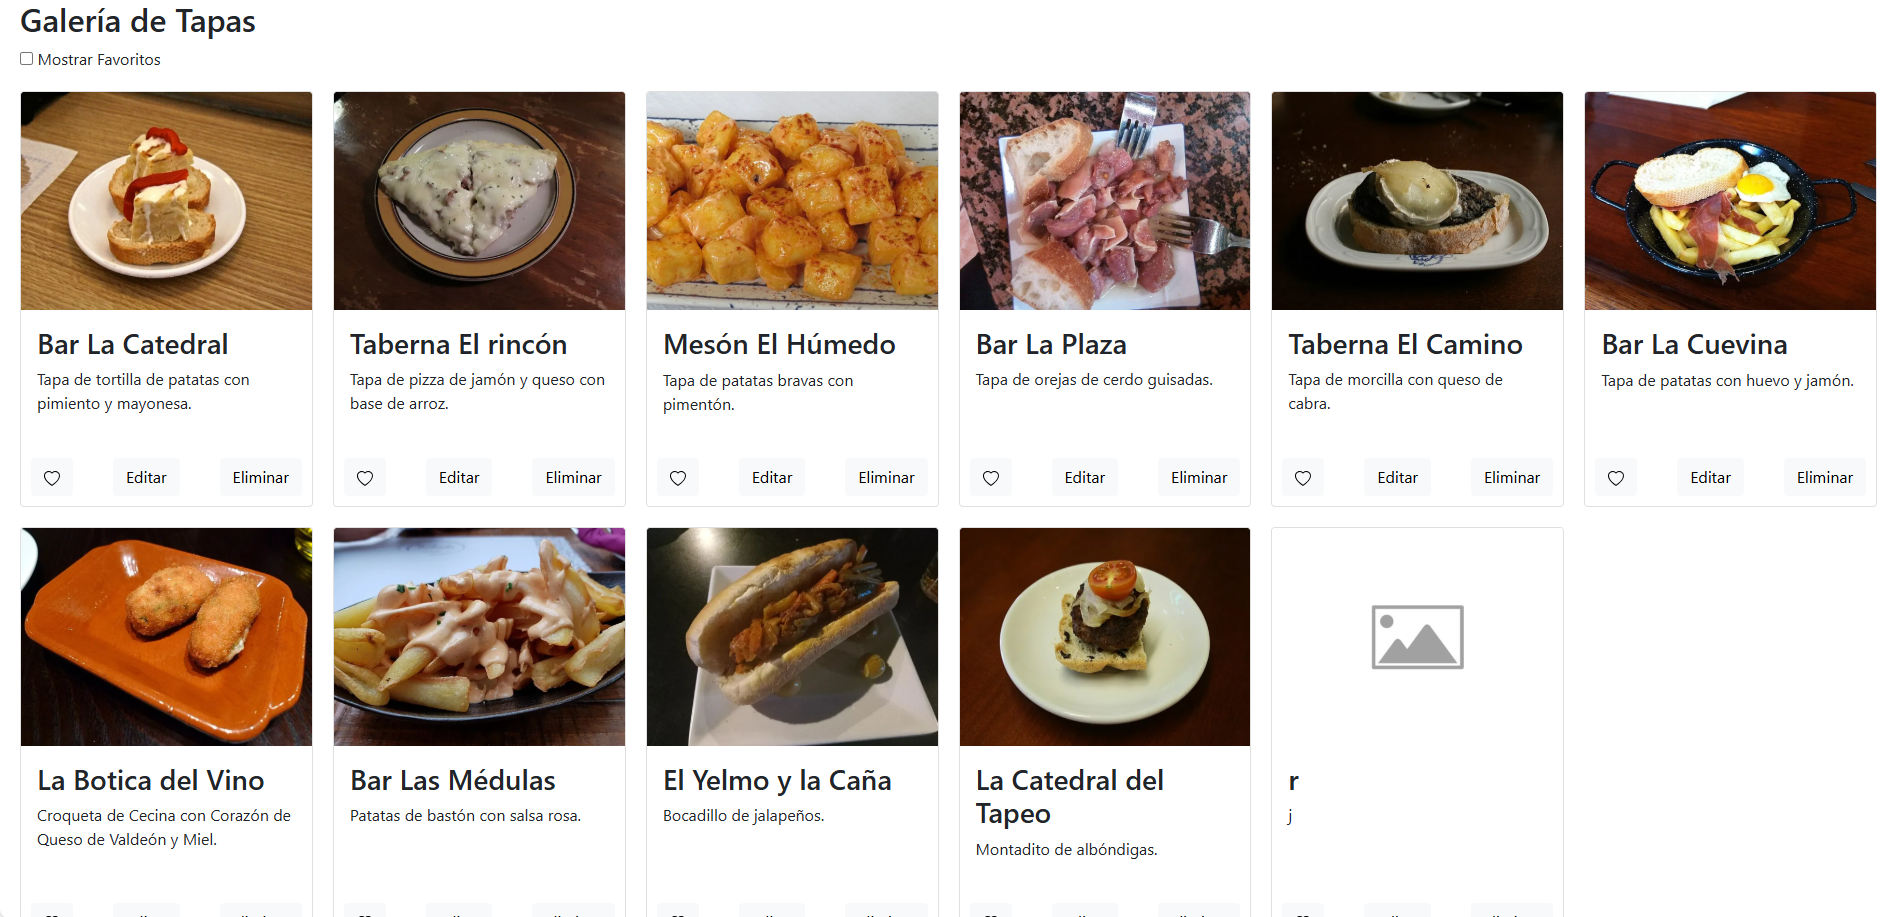 Galería de Tapas
Mostrar Favoritos
Bar La Catedral
Tapa de tortilla de patatas con
pimiento y mayonesa.
Editar
Eliminar
Taberna El rincón
Tapa de pizza de jamón y queso con
base de arroz.
Editar
Eliminar
Mesón El Húmedo
Tapa de patatas bravas con
pimentón.
Editar
Eliminar
Bar La Plaza
Tapa de orejas de cerdo guisadas.
Editar
Eliminar
Taberna El Camino
Tapa de morcilla con queso de
cabra.
Editar
Eliminar
Bar La Cuevina
Tapa de patatas con huevo y jamón.
Editar
Eliminar
La Botica del Vino
Croqueta de Cecina con Corazón de
Queso de Valdeón y Miel.
Bar Las Médulas
Patatas de bastón con salsa rosa.
El Yelmo y la Caña
Bocadillo de jalapeños.
La Catedral del
Tapeo
Montadito de albóndigas.
r
j